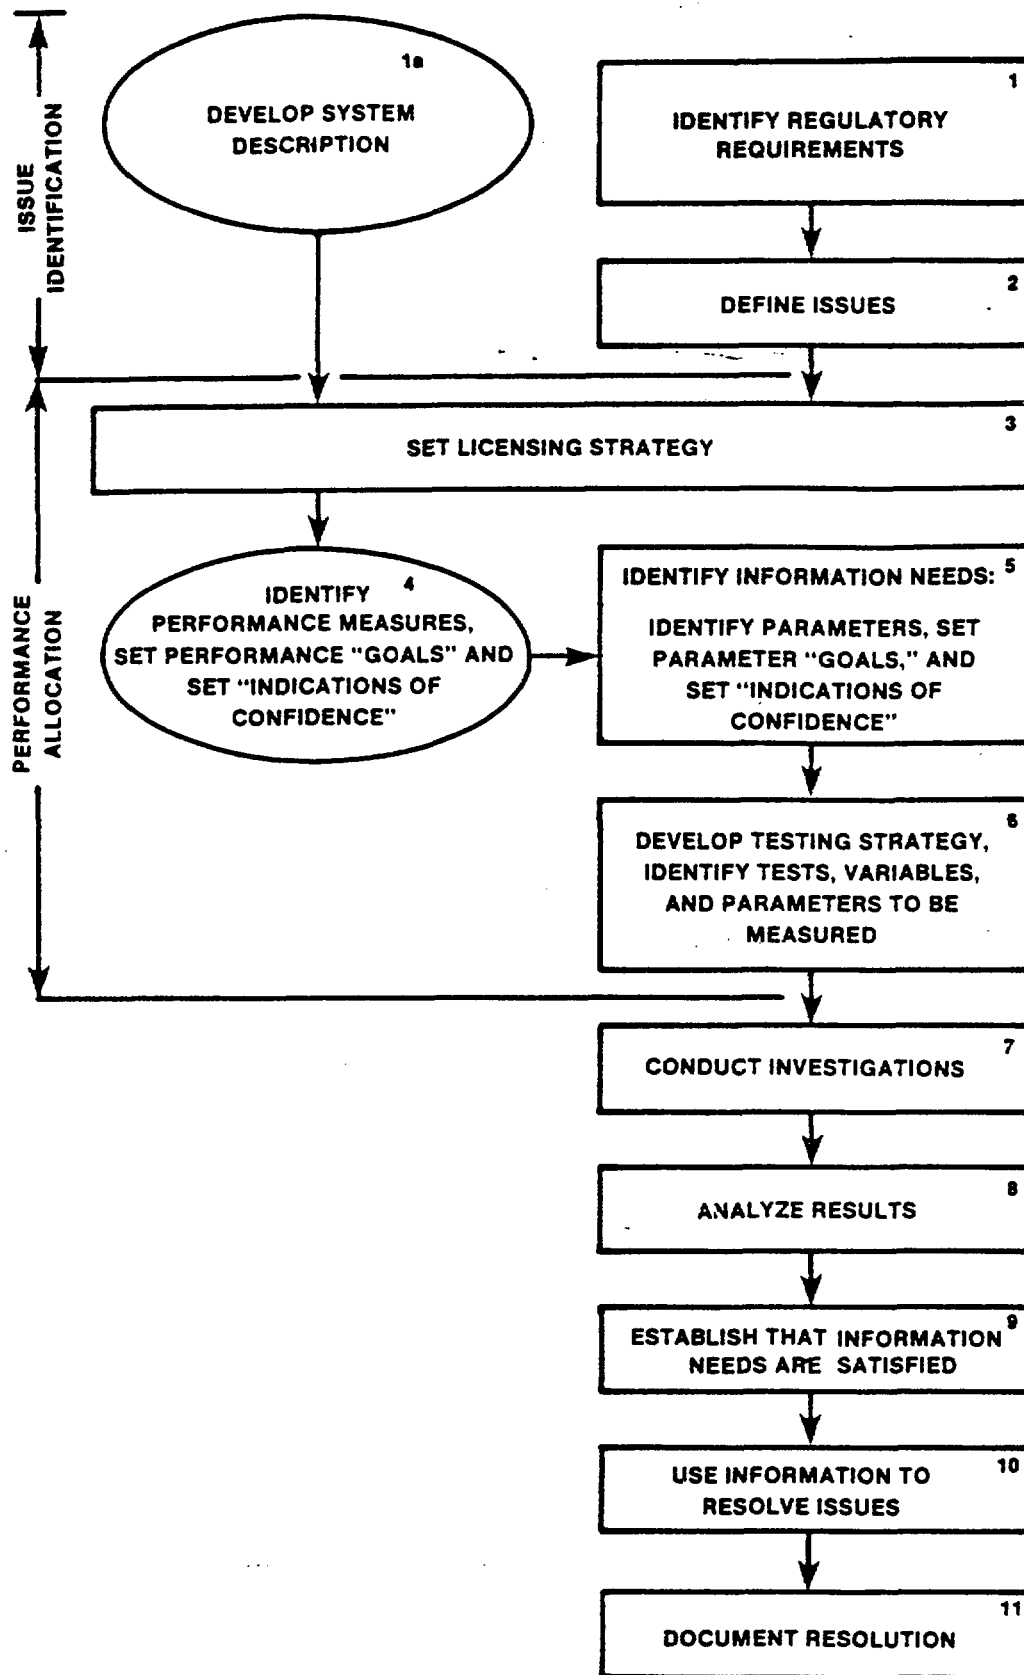 ISSUE
IDENTIFICATION
1a
DEVELOP SYSTEM
DESCRIPTION
1
IDENTIFY REGULATORY
REQUIREMENTS
2
DEFINE ISSUES
3
SET LICENSING STRATEGY
PERFORMANCE
ALLOCATION
IDENTIFY 4
PERFORMANCE MEASURES,
SET PERFORMANCE "GOALS" AND
SET "INDICATIONS OF
CONFIDENCE"
IDENTIFY INFORMATION NEEDS: 5
IDENTIFY PARAMETERS, SET
PARAMETER "GOALS," AND
SET "INDICATIONS OF
CONFIDENCE"
6
DEVELOP TESTING STRATEGY,
IDENTIFY TESTS, VARIABLES,
AND PARAMETERS TO BE
MEASURED
7
CONDUCT INVESTIGATIONS
8
ANALYZE RESULTS
9
ESTABLISH THAT INFORMATION
NEEDS ARE SATISFIED
10
USE INFORMATION TO
RESOLVE ISSUES
11
DOCUMENT RESOLUTION